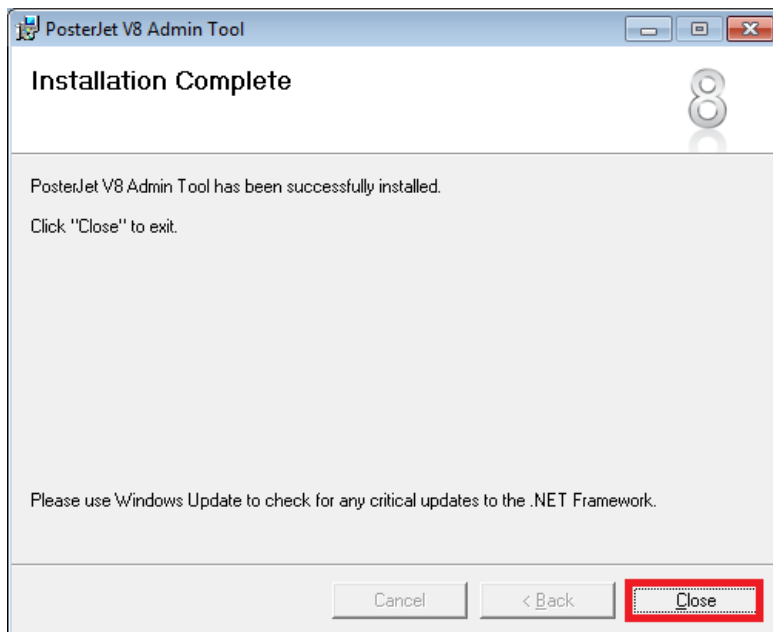 PosterJet V8 Admin Tool
Installation Complete
8
PosterJet V8 Admin Tool has been successfully installed.
Click "Close" to exit.
Please use Windows Update to check for any critical updates to the .NET Framework.
Cancel
< Back
Close